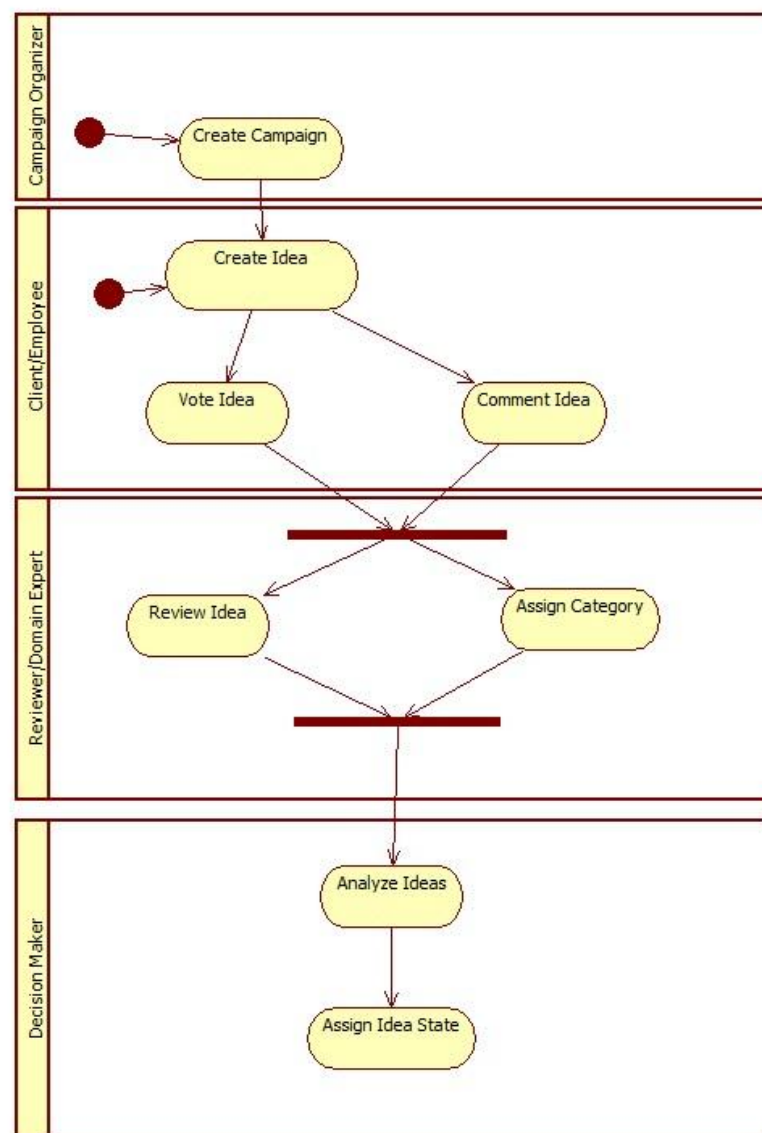 Campaign Organizer
Create Campaign
Client/Employee
Create Idea
Vote Idea
Comment Idea
Reviewer/Domain Expert
Review Idea
Assign Category
Decision Maker
Analyze Ideas
Assign Idea State